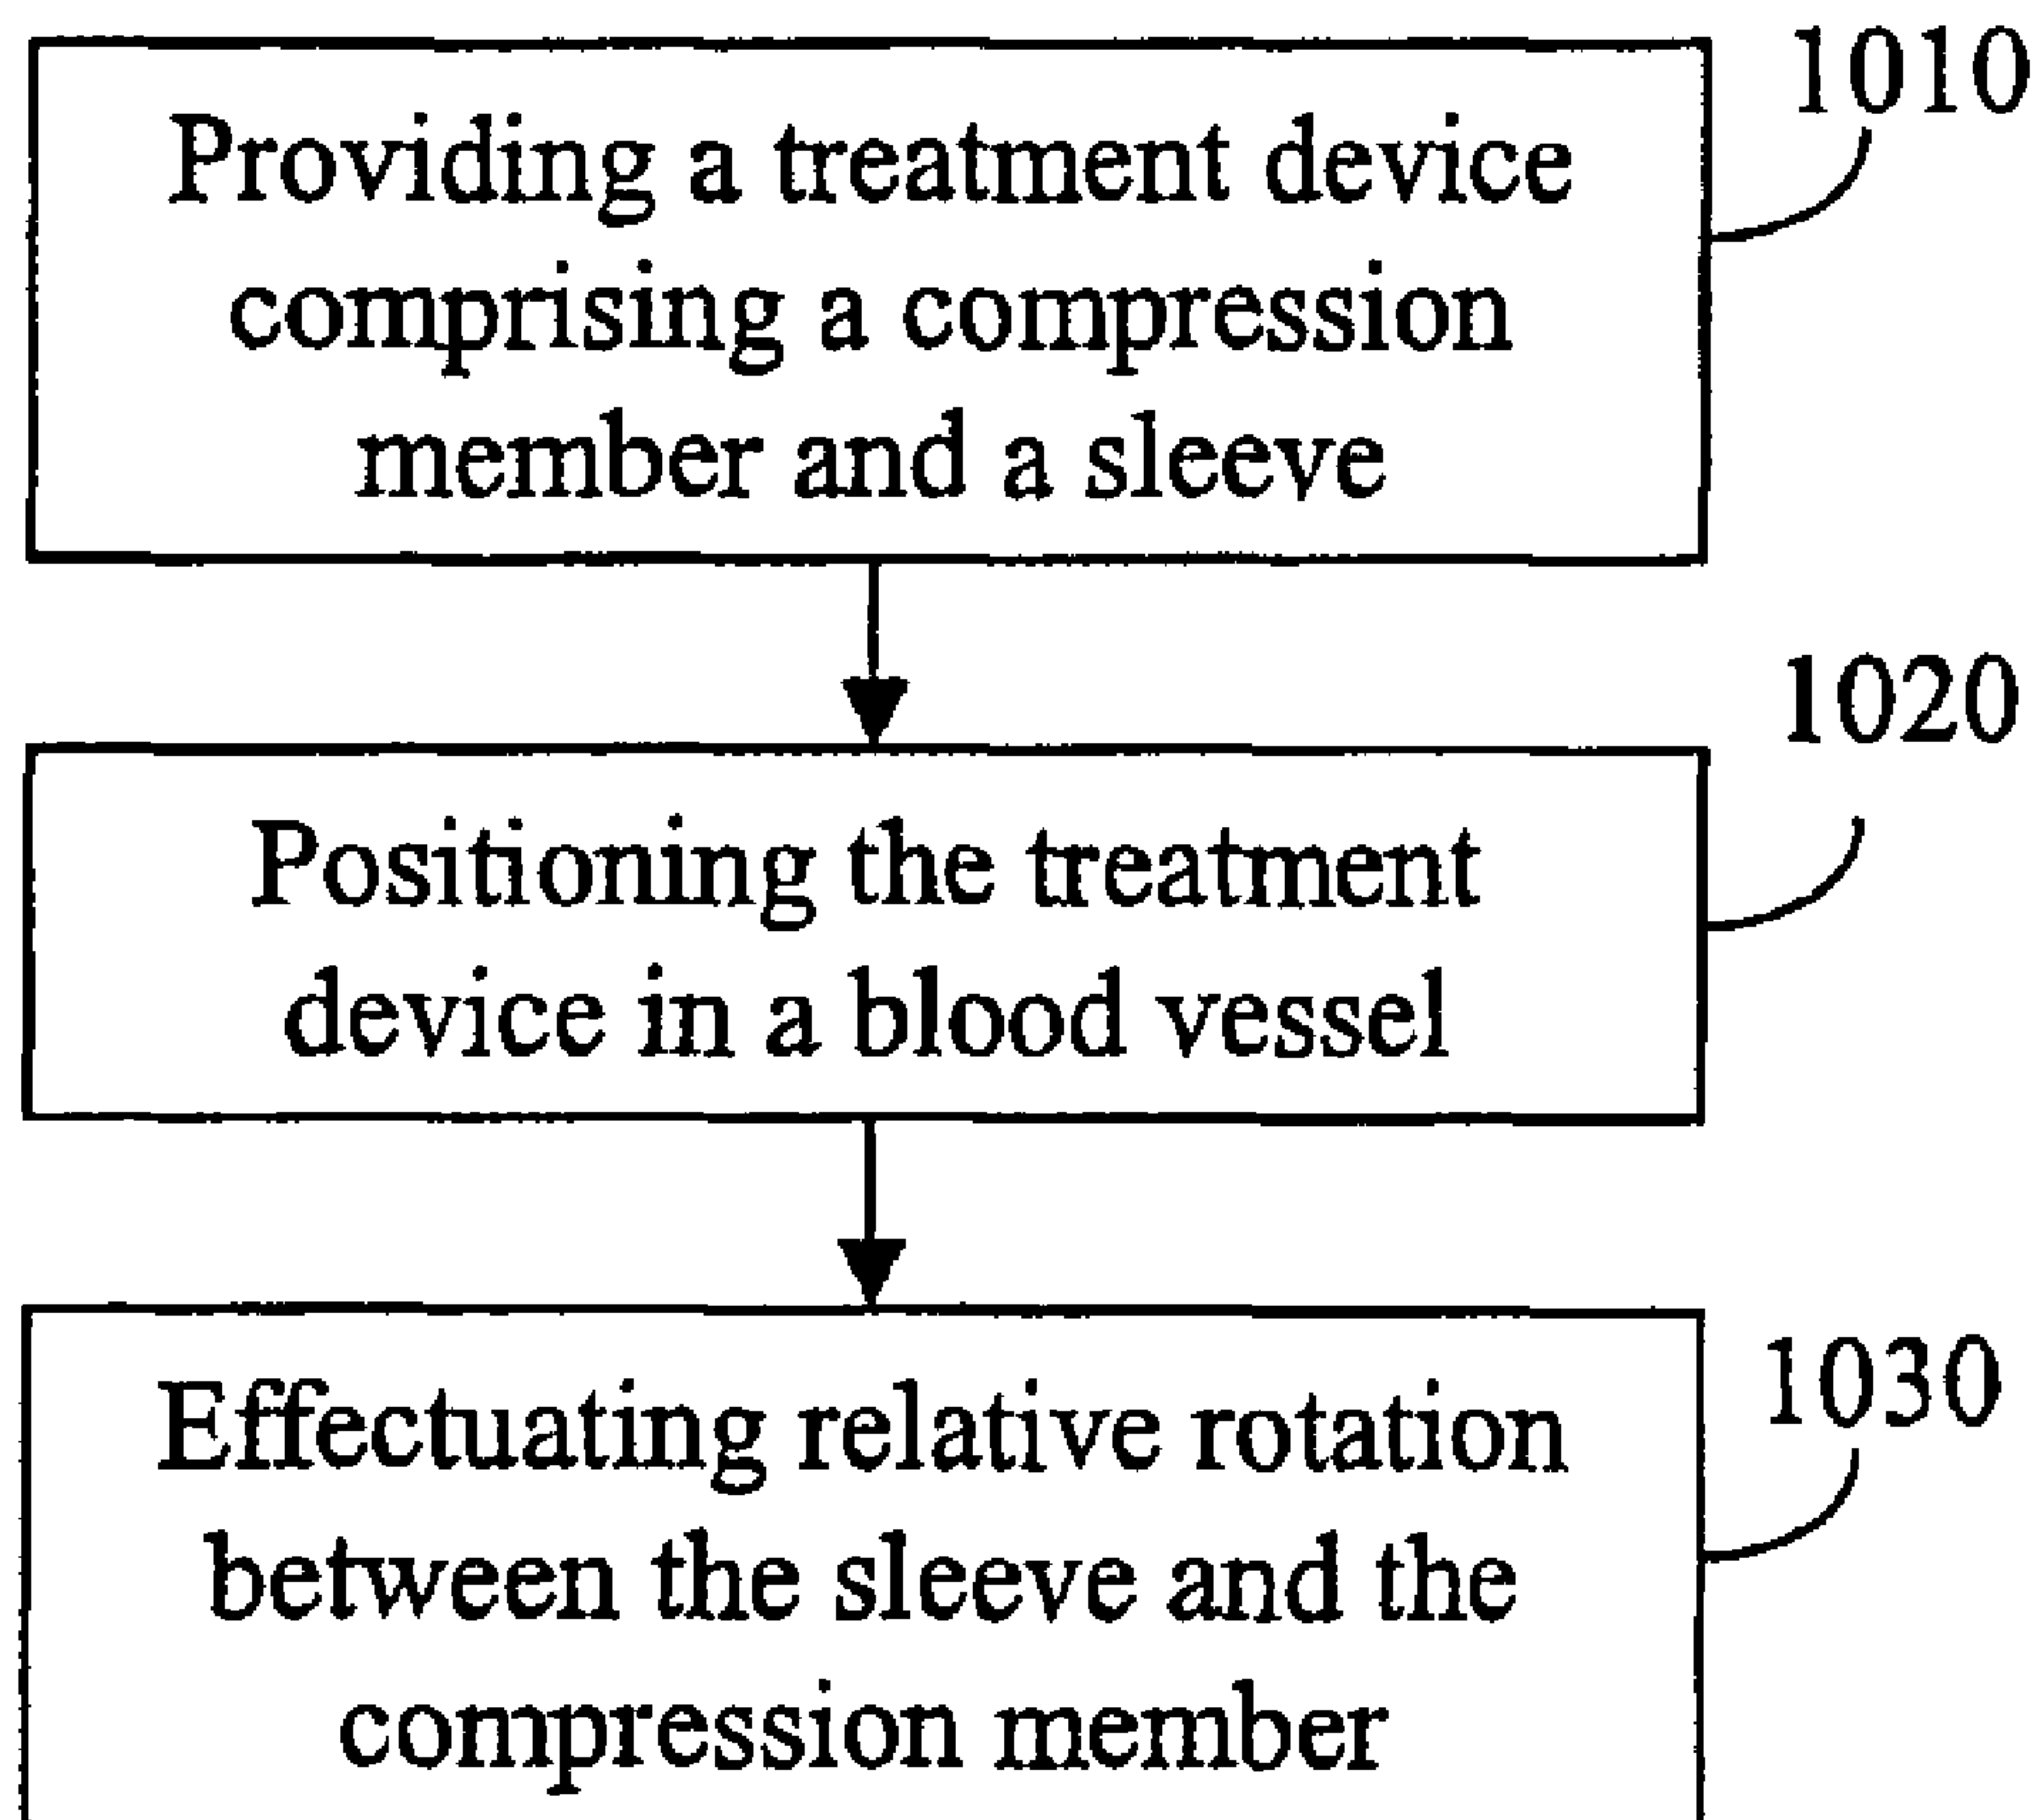 1010
Providing a treatment device
comprising a compression
member and a sleeve
1020
Positioning the treatment
device in a blood vessel
1030
Effectuating relative rotation
between the sleeve and the
compression member